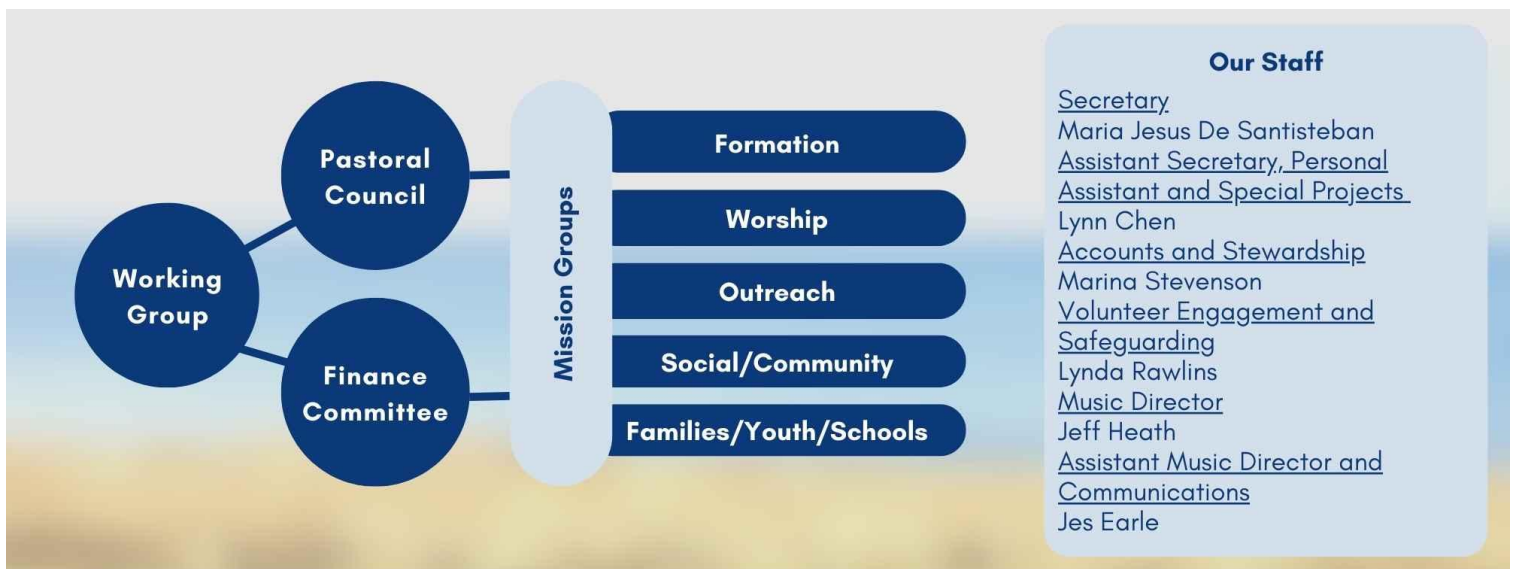 Working
Group
Pastoral
Council
Finance
Committee
Mission Groups
Formation
Worship
Outreach
Social/Community
Families/Youth/Schools
Our Staff
Secretary
Maria Jesus De Santisteban
Assistant Secretary, Personal
Assistant and Special Projects
Lynn Chen
Accounts and Stewardship
Marina Stevenson
Volunteer Engagement and
Safeguarding
Lynda Rawlins
Music Director
Jeff Heath
Assistant Music Director and
Communications
Jes Earle